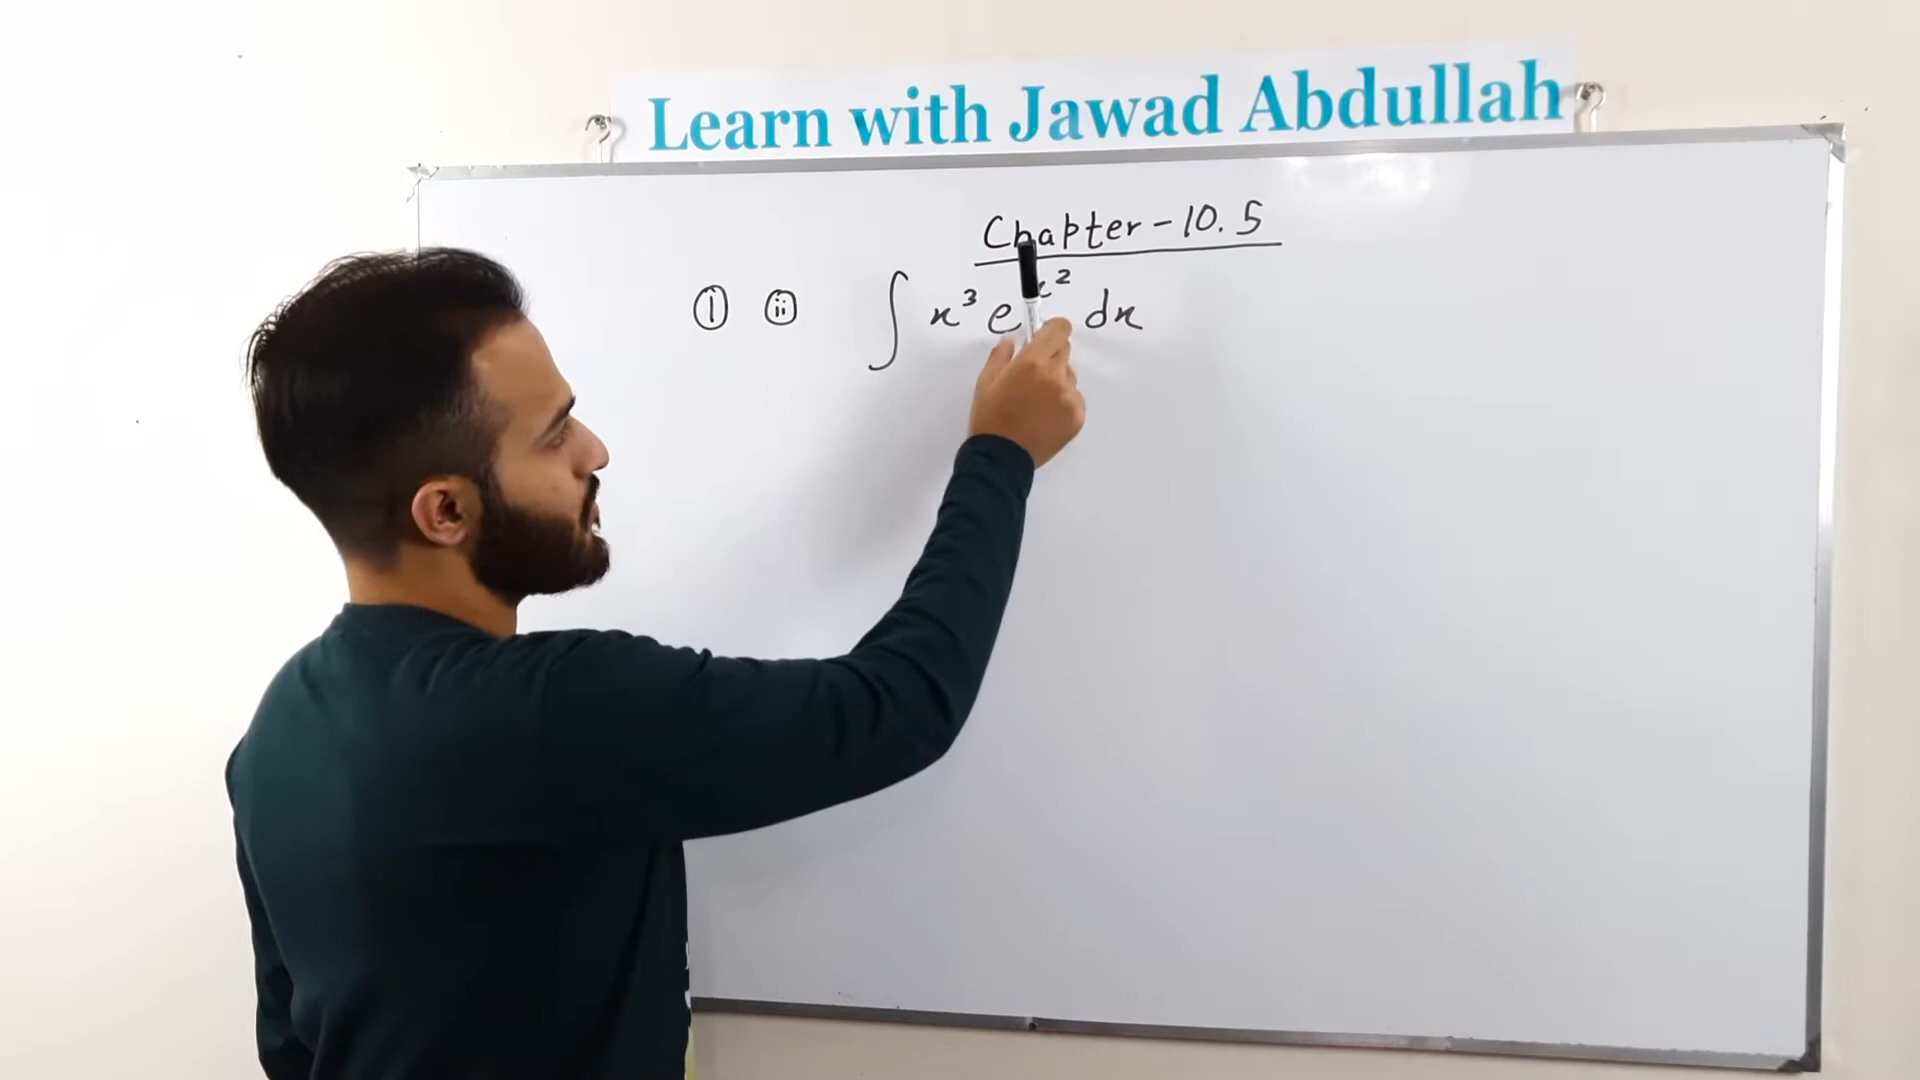 Learn with Jawad Abdullah
Chapter - 10.5
① ⓘⓘ ∫ x³ e^x² dx